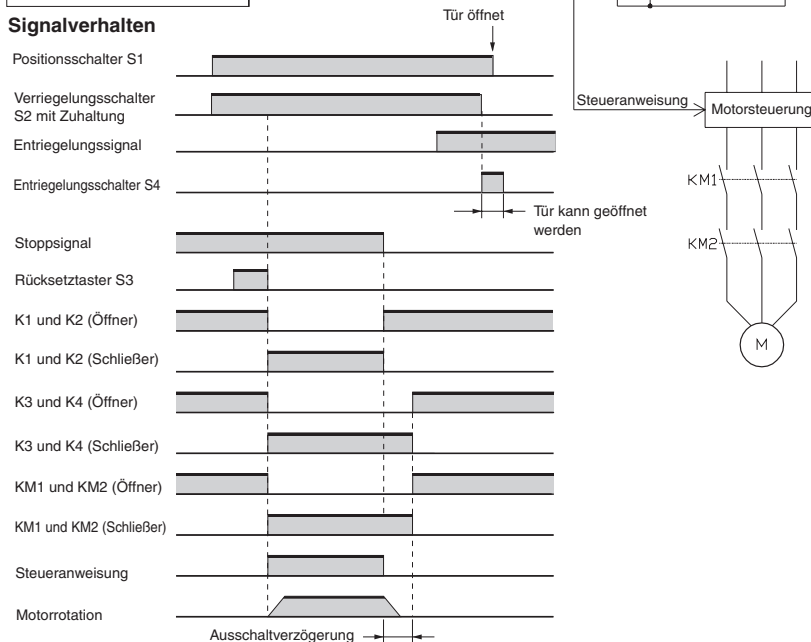 Signalverhalten
Tür öffnet
Positionsschalter S1
Verriegelungsschalter
S2 mit Zuhaltung
Entriegelungssignal
Entriegelungsschalter S4
Tür kann geöffnet
werden
Stoppsignal
Rücksetztaster S3
K1 und K2 (Öffner)
K1 und K2 (Schließer)
K3 und K4 (Öffner)
K3 und K4 (Schließer)
KM1 und KM2 (Öffner)
KM1 und KM2 (Schließer)
Steueranweisung
Motorrotation
Ausschaltverzögerung
Steueranweisung
Motorsteuerung
KM1
KM2
M